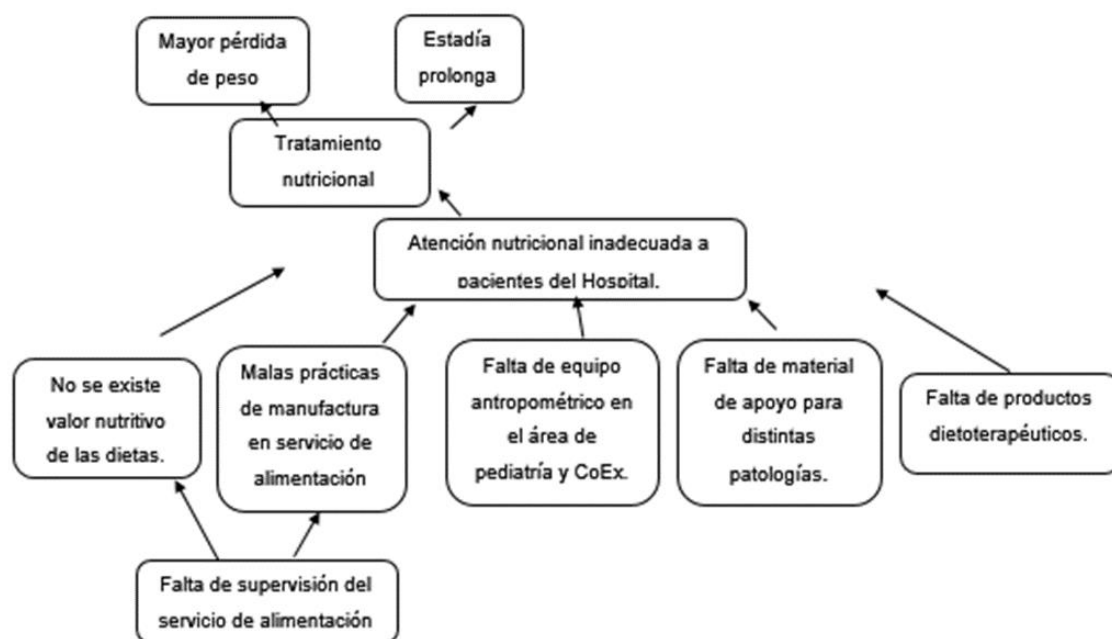 Mayor pérdida
de peso
Estadía
prolonga
Tratamiento
nutricional
Atención nutricional inadecuada a
pacientes del Hospital.
No se existe
valor nutritivo
de las dietas.
Malas prácticas
de manufactura
en servicio de
alimentación
Falta de equipo
antropométrico en
el área de
pediatría y CoEx.
Falta de material
de apoyo para
distintas
patologías.
Falta de productos
dietoterapéuticos.
Falta de supervisión del
servicio de alimentación